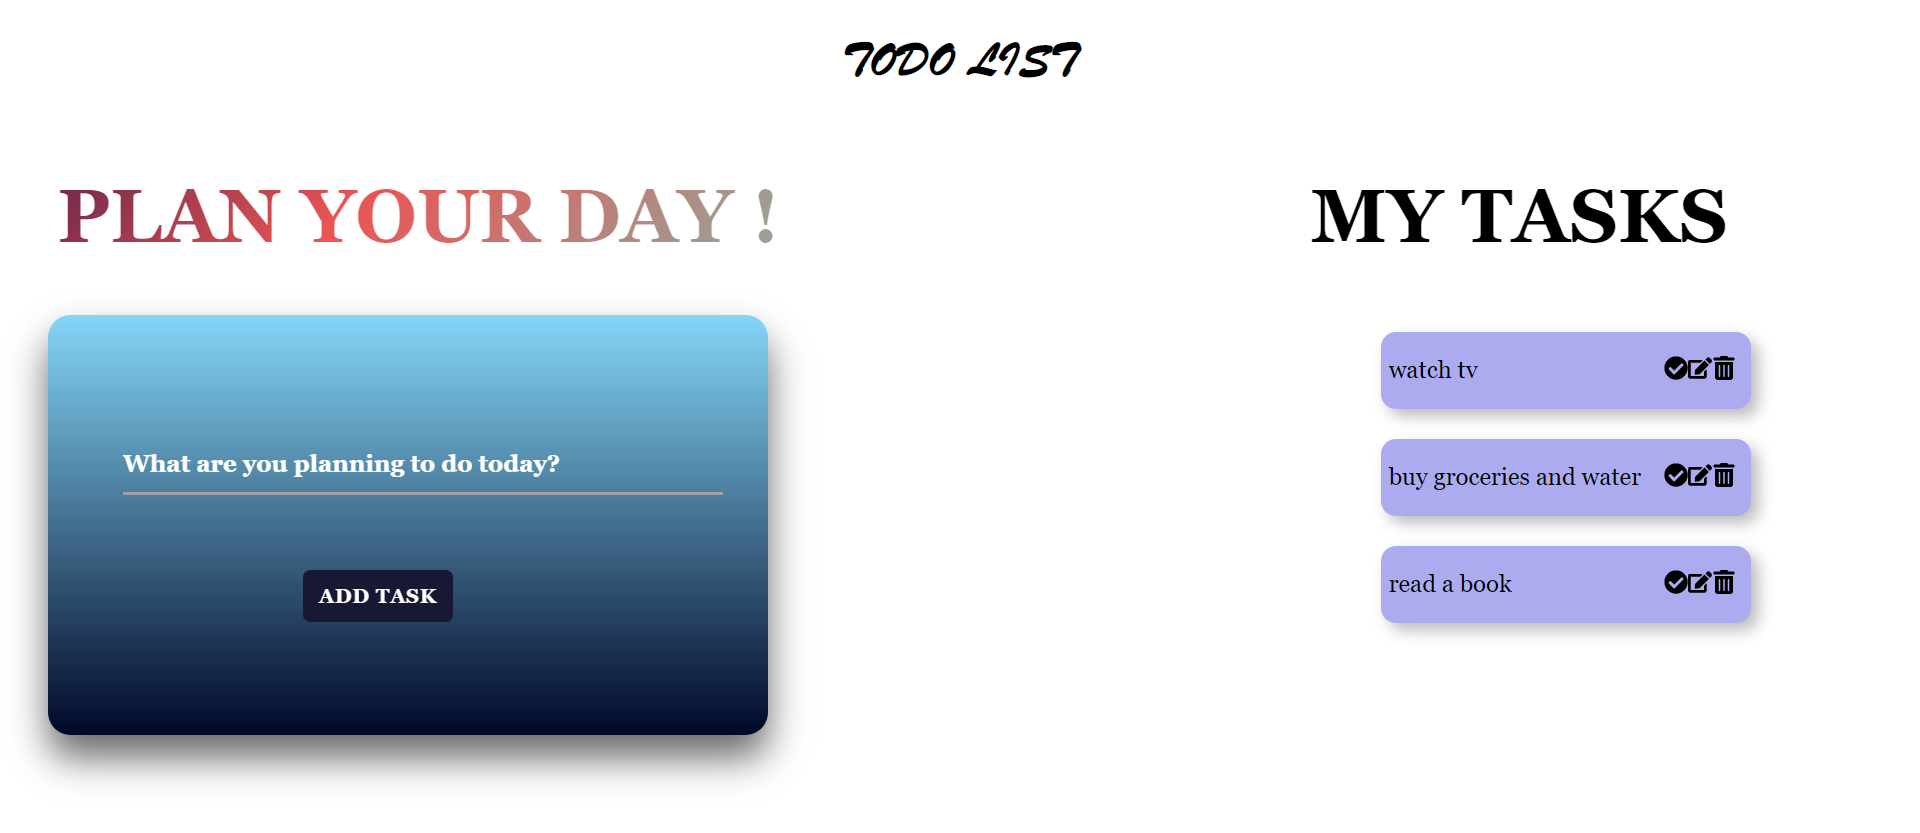 TODO LIST
PLAN YOUR DAY !
What are you planning to do today?
ADD TASK
MY TASKS
watch tv
buy groceries and water
read a book